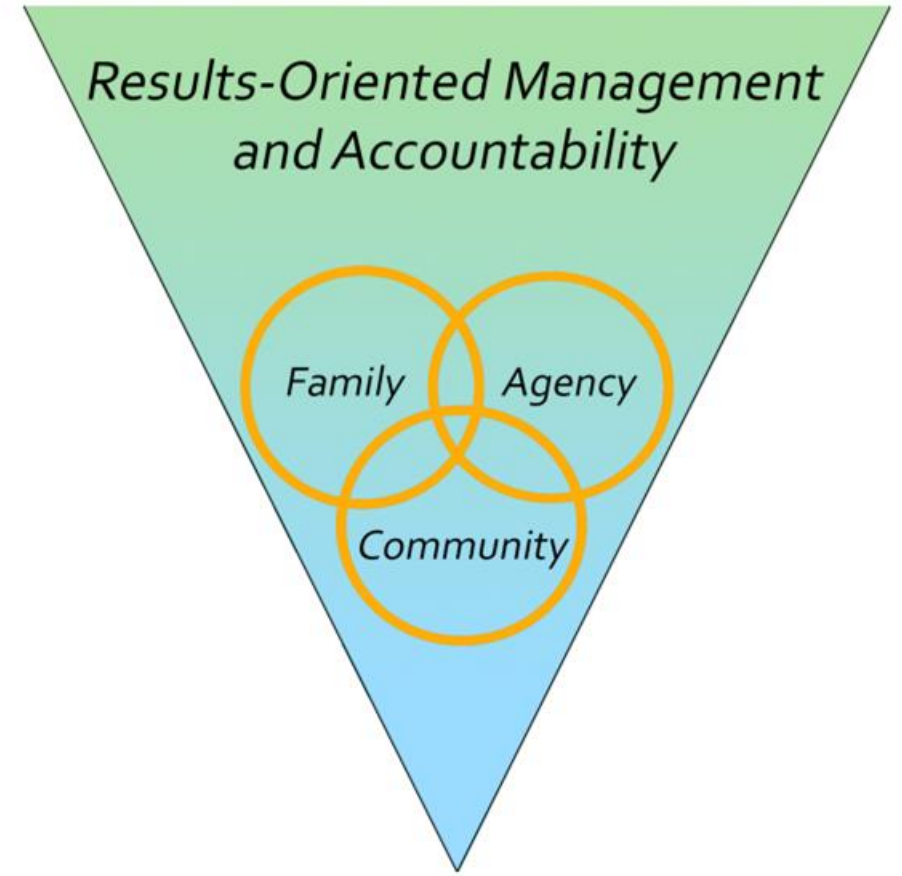 Results-Oriented Management
and Accountability
Family
Agency
Community